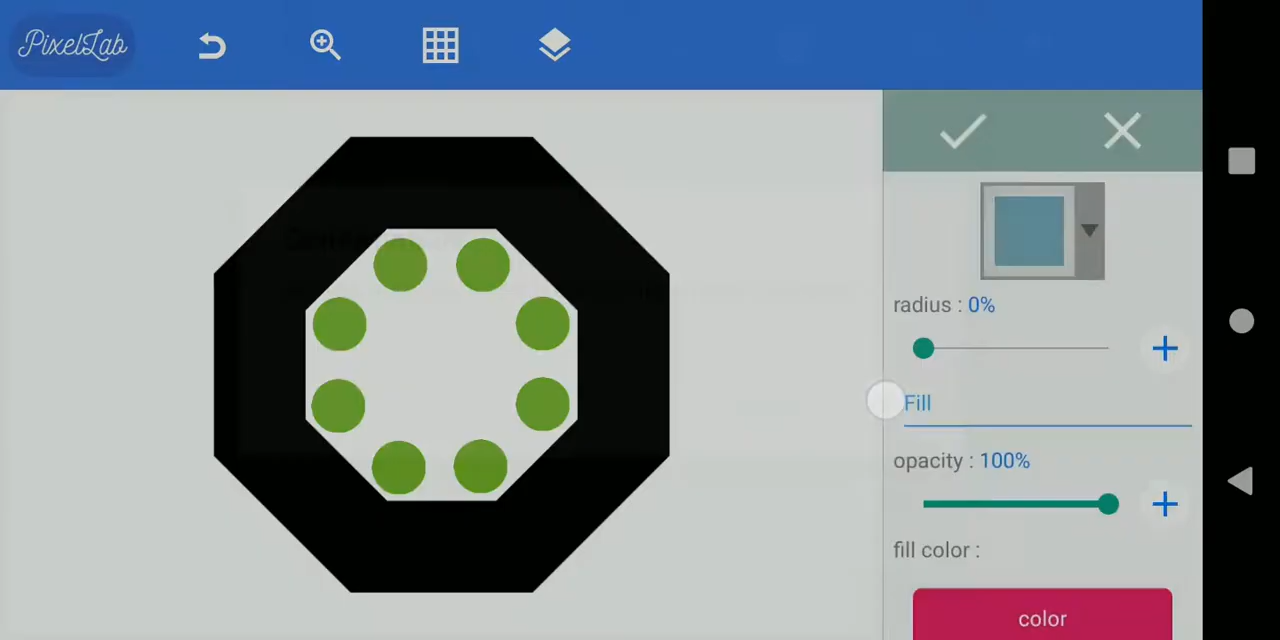 PixelLab
radius : 0%
Fill
opacity : 100%
fill color :
color